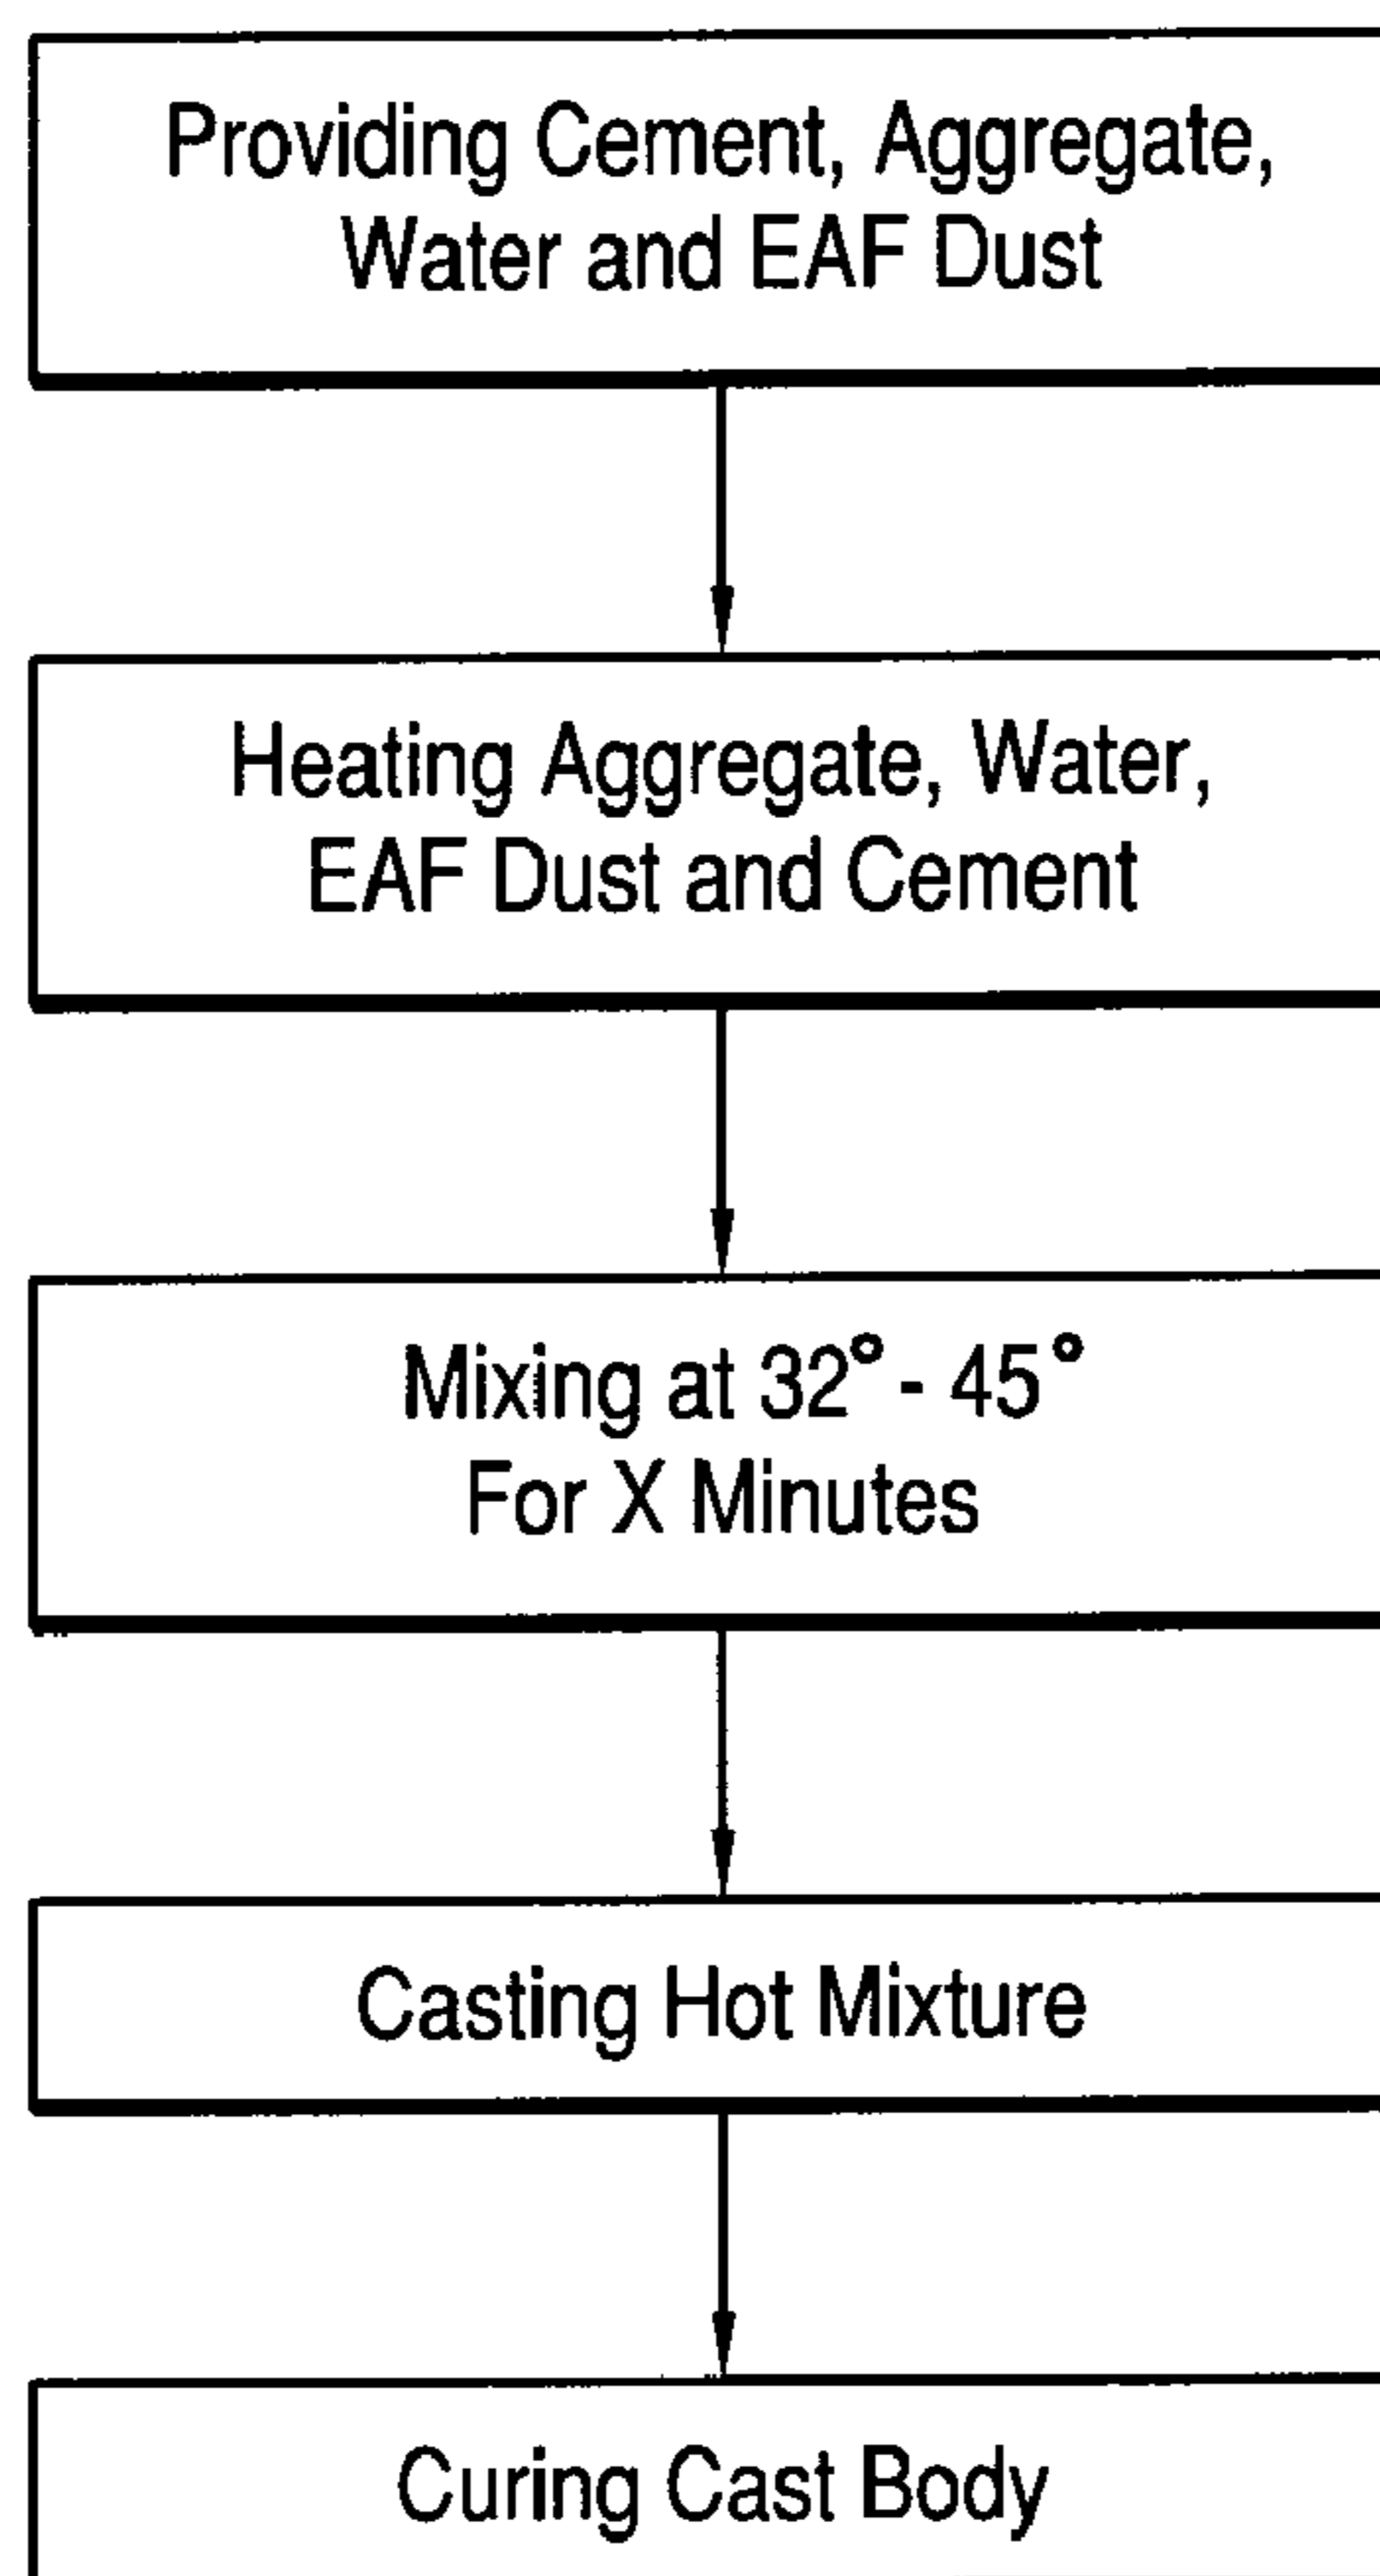 Providing Cement, Aggregate,
Water and EAF Dust
Heating Aggregate, Water,
EAF Dust and Cement
Mixing at 32° - 45°
For X Minutes
Casting Hot Mixture
Curing Cast Body